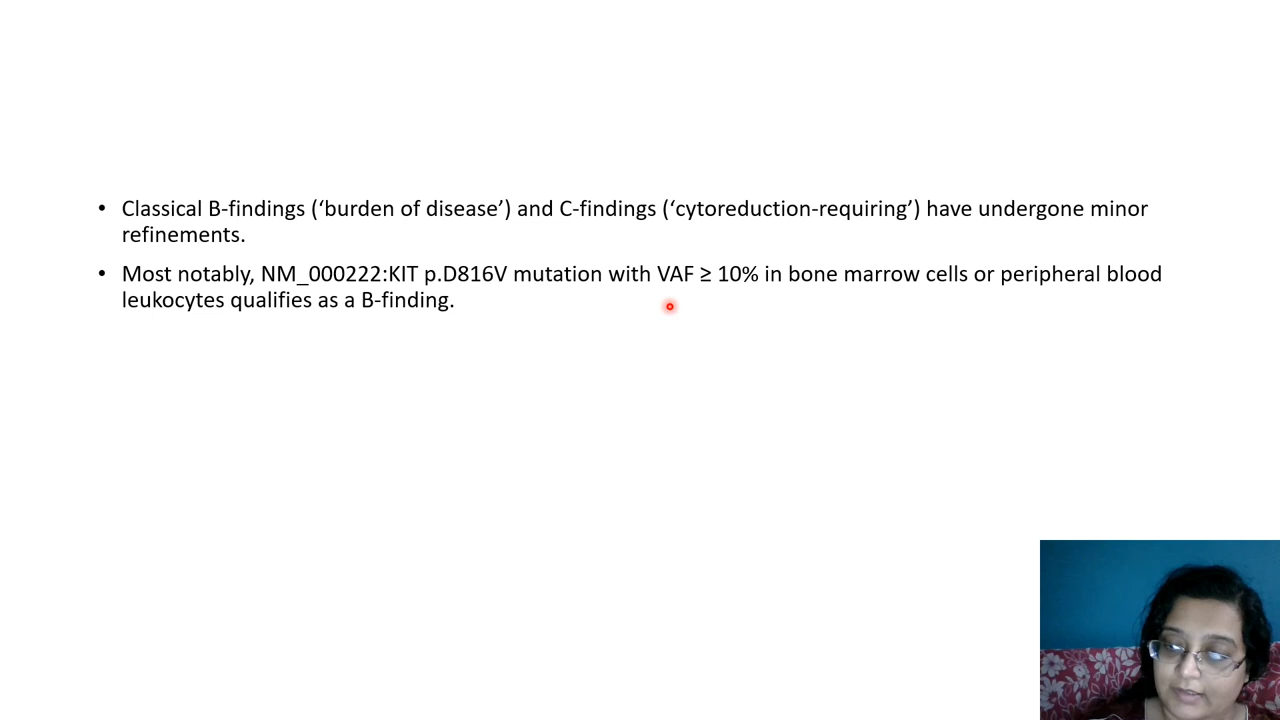 • Classical B-findings (‘burden of disease’) and C-findings (‘cytoreduction-requiring’) have undergone minor
refinements.
• Most notably, NM_000222:KIT p.D816V mutation with VAF ≥ 10% in bone marrow cells or peripheral blood
leukocytes qualifies as a B-finding.